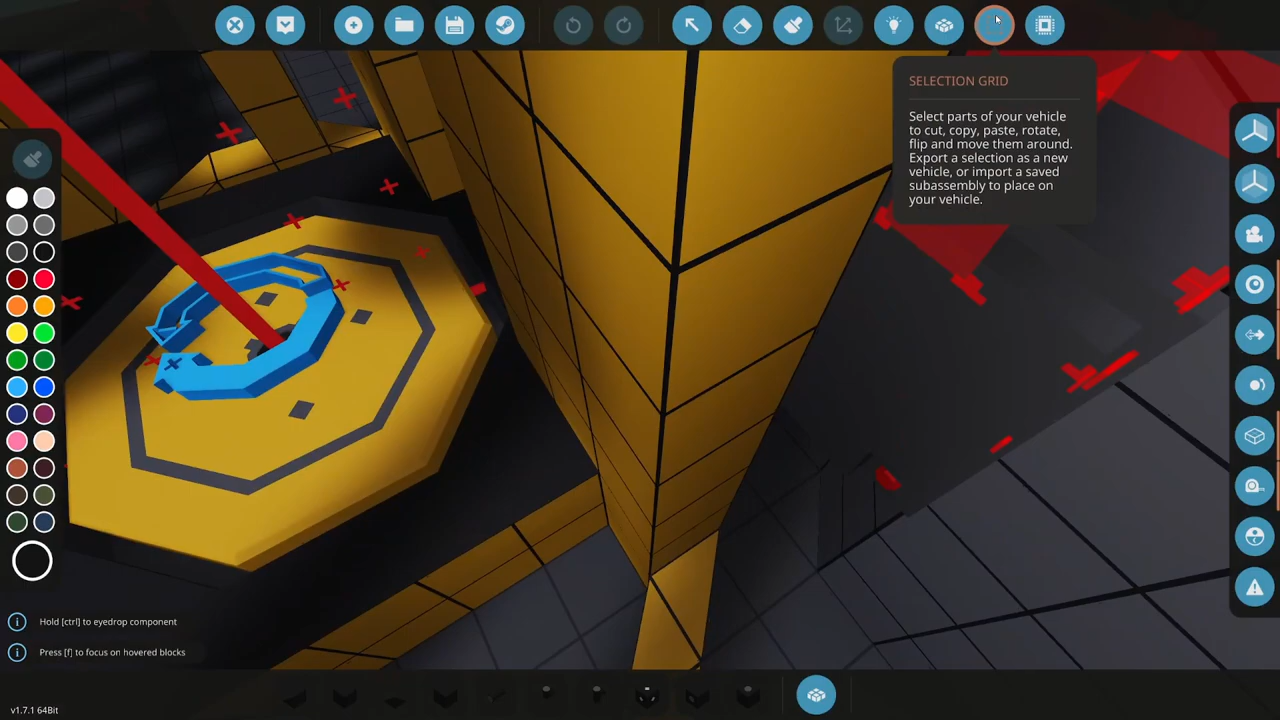 SELECTION GRID
Select parts of your vehicle
to cut, copy, paste, rotate,
flip and move them around.
Export a selection as a new
vehicle, or import a saved
subassembly to place on
your vehicle.
Hold [ctrl] to eyedrop component
Press [f] to focus on hovered blocks
v1.7.1 64Bit